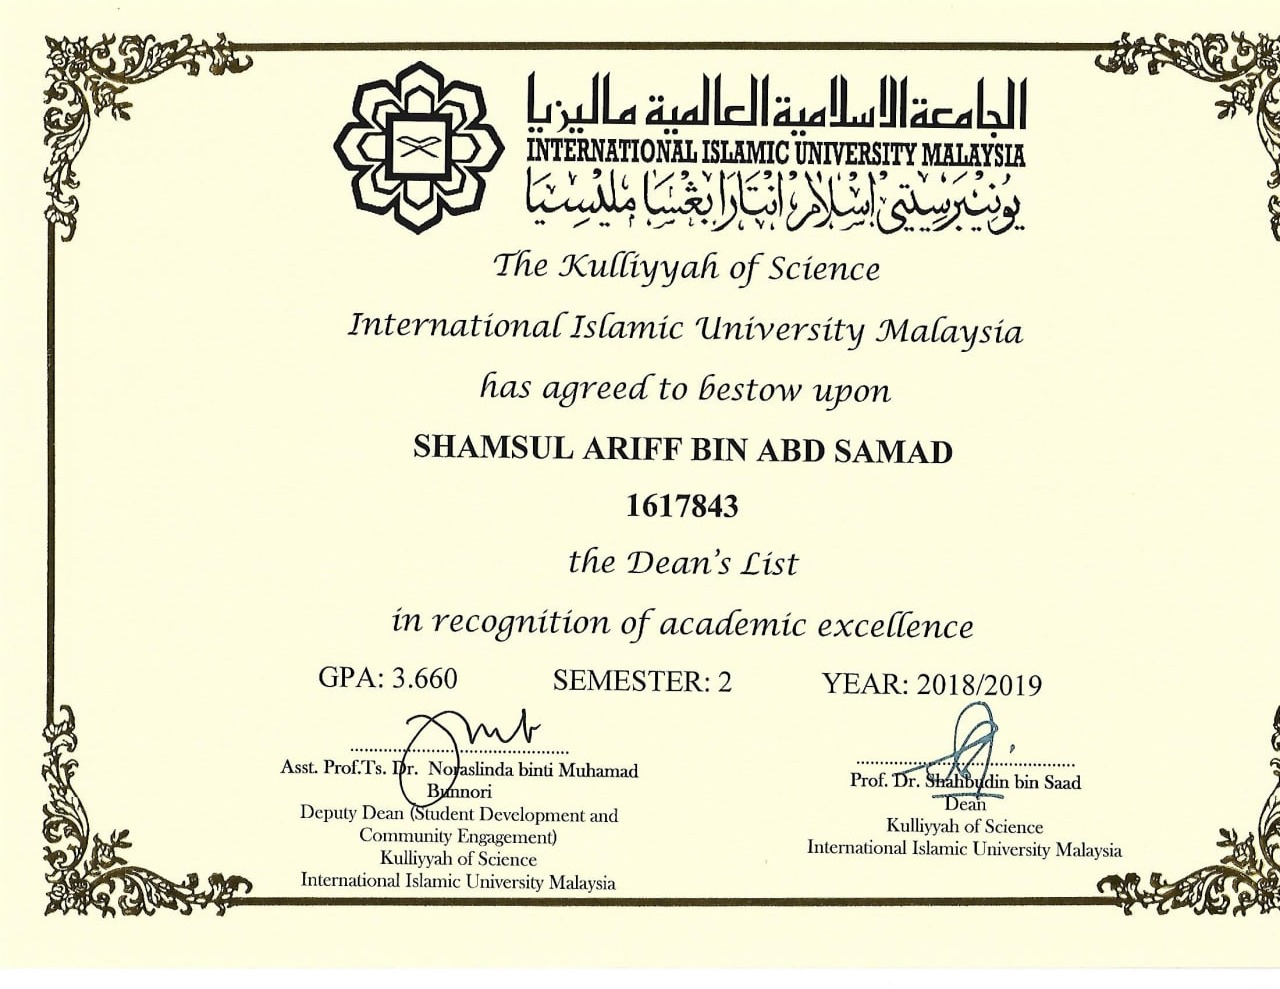 الجامعة الاسلامية العالمية ماليزيا
INTERNATIONAL ISLAMIC UNIVERSITY MALAYSIA
يونيبرسيتي اسلام انتارابڠسا مليسيا
The Kulliyyah of Science
International Islamic University Malaysia
has agreed to bestow upon
SHAMSUL ARIFF BIN ABD SAMAD
1617843
the Dean's List
in recognition of academic excellence
GPA: 3.660 SEMESTER: 2 YEAR: 2018/2019
Asst. Prof.Ts. Dr. Noraslinda binti Muhamad
Bunnori
Deputy Dean (Student Development and
Community Engagement)
Kulliyyah of Science
International Islamic University Malaysia
Prof. Dr. Shahbudin bin Saad
Dean
Kulliyyah of Science
International Islamic University Malaysia